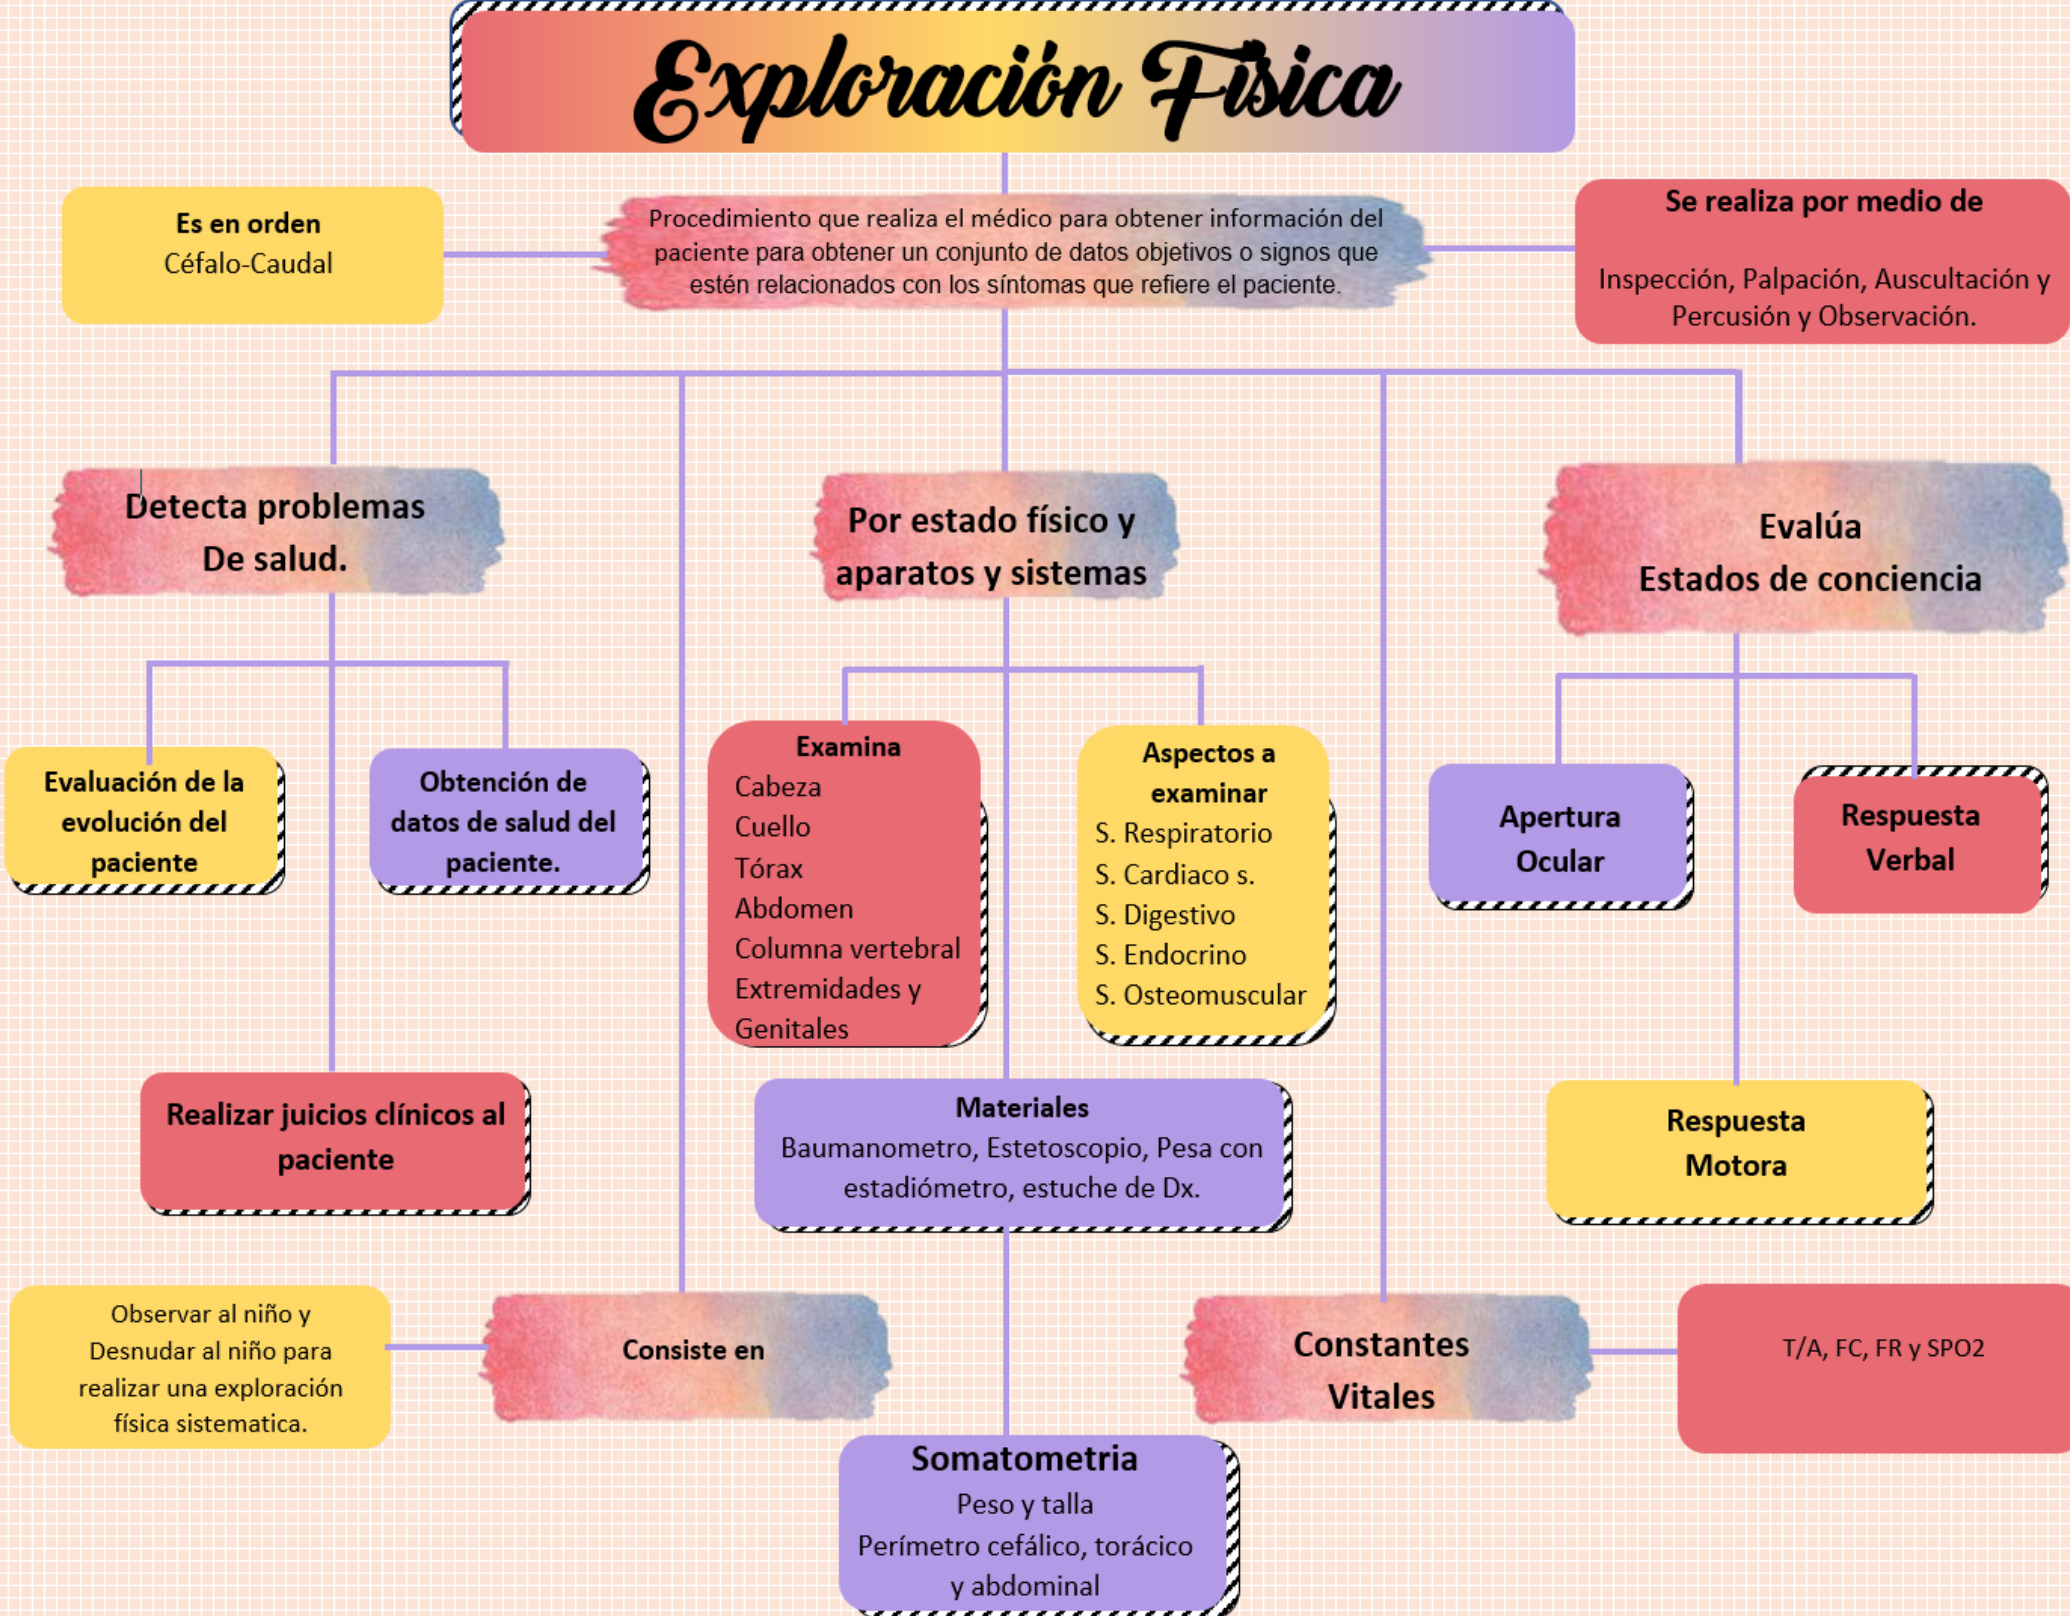 Exploración Física
Es en orden
Céfalo-Caudal
Procedimiento que realiza el médico para obtener información del
paciente para obtener un conjunto de datos objetivos o signos que
estén relacionados con los síntomas que refiere el paciente.
Se realiza por medio de
Inspección, Palpación, Auscultación y
Percusión y Observación.
Detecta problemas
De salud.
Por estado físico y
aparatos y sistemas
Evalúa
Estados de conciencia
Evaluación de la
evolución del
paciente
Obtención de
datos de salud del
paciente.
Examina
Cabeza
Cuello
Tórax
Abdomen
Columna vertebral
Extremidades y
Genitales
Aspectos a
examinar
S. Respiratorio
S. Cardiaco s.
S. Digestivo
S. Endocrino
S. Osteomuscular
Apertura
Ocular
Respuesta
Verbal
Realizar juicios clínicos al
paciente
Materiales
Baumanometro, Estetoscopio, Pesa con
estadiómetro, estuche de Dx.
Respuesta
Motora
Observar al niño y
Desnudar al niño para
realizar una exploración
física sistematica.
Consiste en
Constantes
Vitales
T/A, FC, FR y SPO2
Somatometria
Peso y talla
Perímetro cefálico, torácico
y abdominal